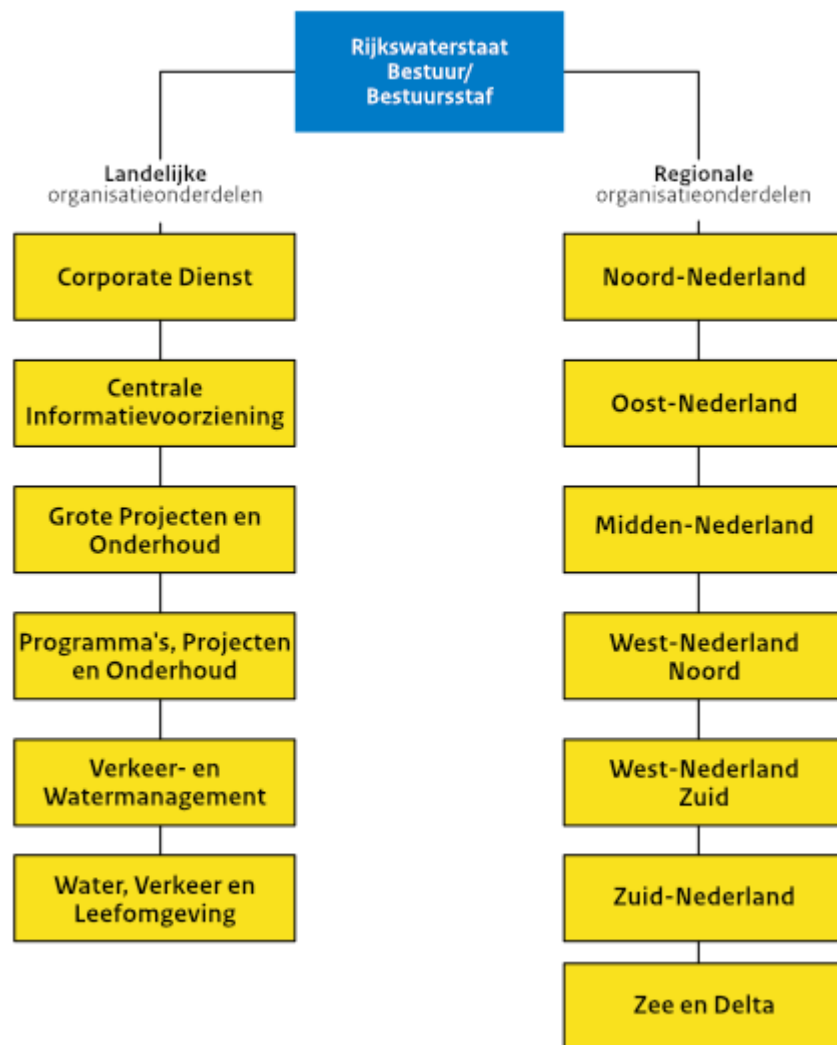 Rijkswaterstaat
Bestuur/
Bestuursstaf
Landelijke
organisatieonderdelen
Corporate Dienst
Centrale
Informatievoorziening
Grote Projecten en
Onderhoud
Programma's, Projecten
en Onderhoud
Verkeer- en
Watermanagement
Water, Verkeer en
Leefomgeving
Regionale
organisatieonderdelen
Noord-Nederland
Oost-Nederland
Midden-Nederland
West-Nederland
Noord
West-Nederland
Zuid
Zuid-Nederland
Zee en Delta